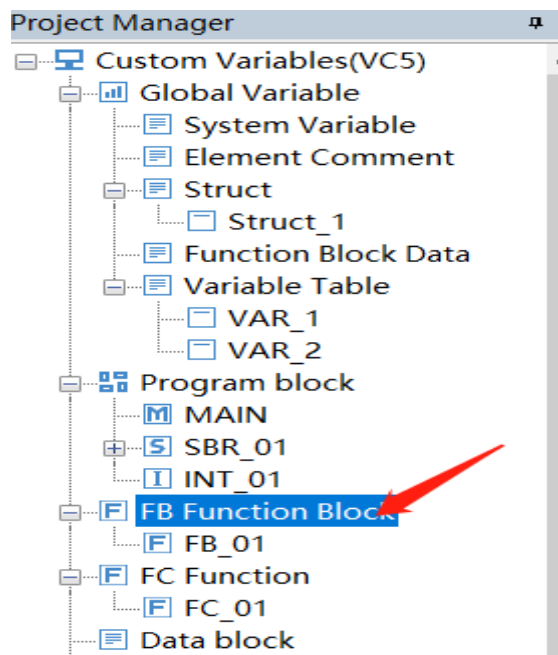 Project Manager
Custom Variables(VC5)
Global Variable
System Variable
Element Comment
Struct
Struct_1
Function Block Data
Variable Table
VAR_1
VAR_2
Program block
M MAIN
S SBR_01
I INT_01
F FB Function Block
F FB_01
F FC Function
F FC_01
Data block